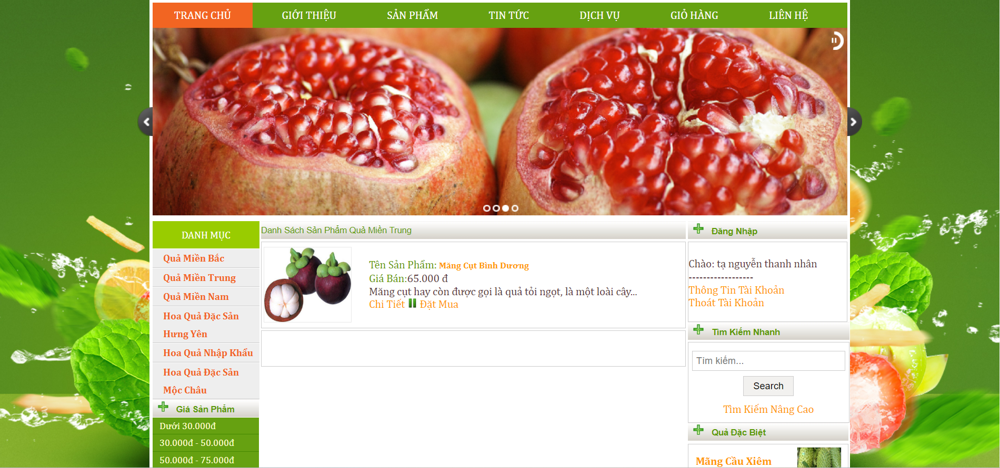 TRANG CHỦ GIỚI THIỆU SẢN PHẨM TIN TỨC DỊCH VỤ GIỎ HÀNG LIÊN HỆ
DANH MỤC
Quả Miền Bắc
Quả Miền Trung
Quả Miền Nam
Hoa Quả Đặc Sản
Hưng Yên
Hoa Quả Nhập Khẩu
Hoa Quả Đặc Sản
Mộc Châu
Giá Sản Phẩm
Dưới 30.000đ
30.000đ - 50.000đ
50.000đ - 75.000đ
Danh Sách Sản Phẩm Quả Miền Trung
Tên Sản Phẩm: Măng Cụt Bình Dương
Giá Bán:65.000 đ
Măng cụt hay còn được gọi là quả tỏi ngọt, là một loài cây...
Chi Tiết Đặt Mua
Đăng Nhập
Chào: tạ nguyễn thanh nhân
------------------
Thông Tin Tài Khoản
Thoát Tài Khoản
Tìm Kiếm Nhanh
Tìm kiếm...
Search
Tìm Kiếm Nâng Cao
Quả Đặc Biệt
Mãng Cầu Xiêm